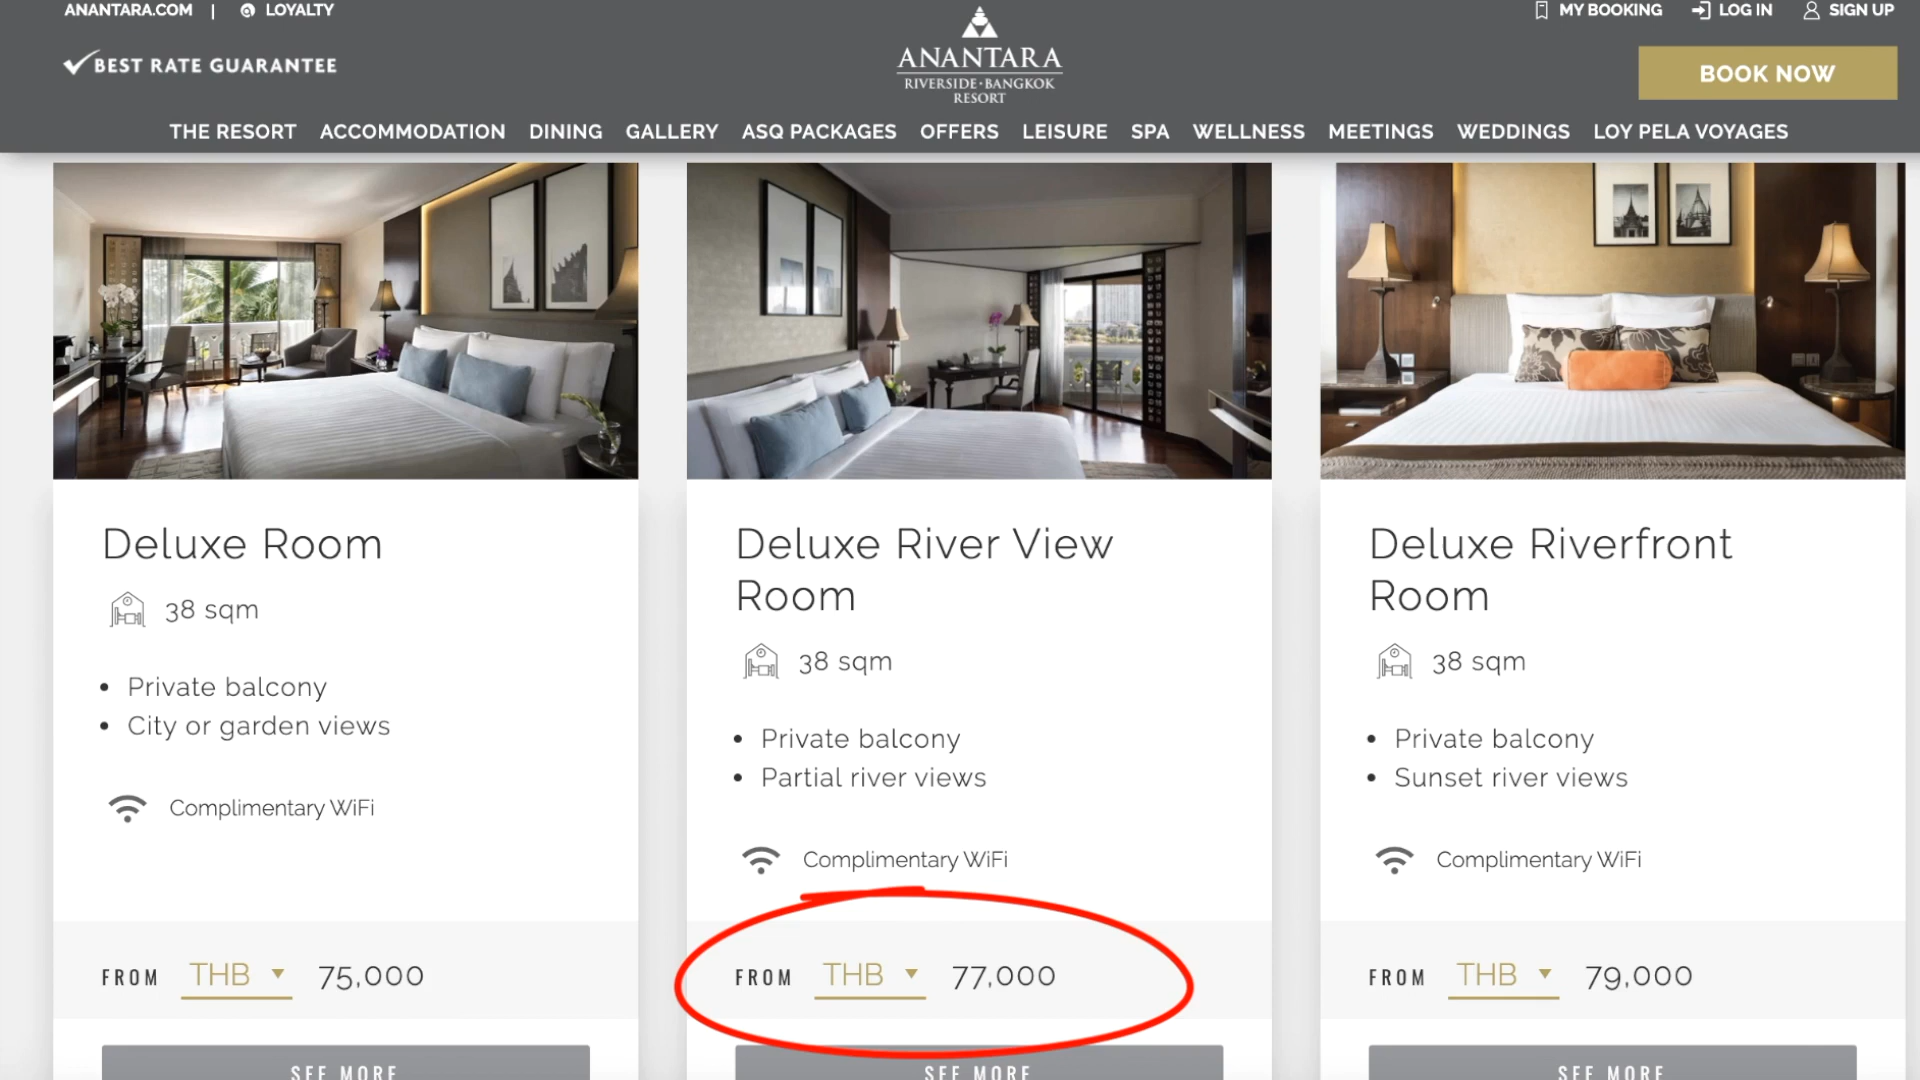 ANANTARA.COM | LOYALTY
MY BOOKING LOG IN SIGN UP
BEST RATE GUARANTEE
ANANTARA
RIVERSIDE · BANGKOK
RESORT
BOOK NOW
THE RESORT ACCOMMODATION DINING GALLERY ASQ PACKAGES OFFERS LEISURE SPA WELLNESS MEETINGS WEDDINGS LOY PELA VOYAGES
Deluxe Room
38 sqm
• Private balcony
• City or garden views
Complimentary WiFi
FROM THB 75,000
SEE MORE
Deluxe River View
Room
38 sqm
• Private balcony
• Partial river views
Complimentary WiFi
FROM THB 77,000
SEE MORE
Deluxe Riverfront
Room
38 sqm
• Private balcony
• Sunset river views
Complimentary WiFi
FROM THB 79,000
SEE MORE